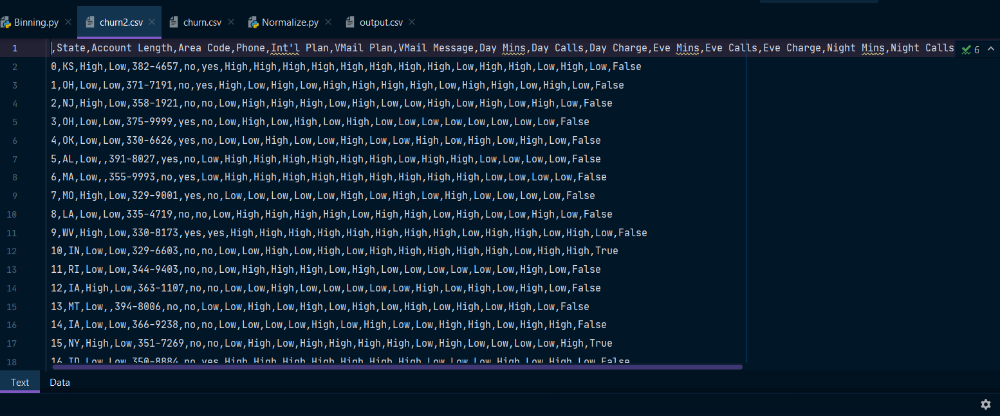 Binning.py churn2.csv churn.csv Normalize.py output.csv
1 ,State,Account Length,Area Code,Phone,Int'l Plan,VMail Plan,VMail Message,Day Mins,Day Calls,Day Charge,Eve Mins,Eve Calls,Eve Charge,Night Mins,Night Calls 6
2 0,KS,High,Low,382-4657,no,yes,High,High,High,High,High,High,High,High,Low,High,High,Low,High,Low,False
3 1,OH,Low,Low,371-7191,no,yes,High,Low,High,Low,High,High,High,High,Low,High,High,Low,High,Low,False
4 2,NJ,High,Low,358-1921,no,no,Low,High,High,High,Low,High,Low,Low,High,Low,High,Low,High,Low,False
5 3,OH,Low,Low,375-9999,yes,no,Low,High,Low,High,Low,High,Low,Low,Low,Low,Low,Low,Low,Low,False
6 4,OK,Low,Low,330-6626,yes,no,Low,Low,High,Low,Low,High,Low,Low,High,Low,High,Low,High,Low,False
7 5,AL,Low,,391-8027,yes,no,Low,High,High,High,High,High,High,Low,High,High,Low,Low,Low,Low,False
8 6,MA,Low,,355-9993,no,yes,Low,High,High,High,High,High,High,High,High,High,Low,Low,Low,Low,False
9 7,MO,High,Low,329-9001,yes,no,Low,Low,Low,Low,Low,High,Low,High,Low,High,Low,Low,Low,Low,False
10 8,LA,Low,Low,335-4719,no,no,Low,High,High,High,High,Low,High,High,Low,High,Low,Low,High,Low,False
11 9,WV,High,Low,330-8173,yes,yes,High,High,High,High,High,High,High,High,Low,High,High,Low,High,Low,False
12 10,IN,Low,Low,329-6603,no,no,Low,Low,High,Low,High,Low,High,High,High,High,High,Low,High,High,True
13 11,RI,Low,Low,344-9403,no,no,Low,High,High,High,Low,High,Low,Low,Low,Low,Low,Low,High,Low,False
14 12,IA,High,Low,363-1107,no,no,Low,Low,High,Low,Low,Low,Low,Low,High,Low,High,Low,High,Low,False
15 13,MT,Low,,394-8006,no,no,Low,Low,High,Low,High,Low,High,Low,High,Low,High,Low,High,Low,False
16 14,IA,Low,Low,366-9238,no,no,Low,Low,Low,Low,High,Low,High,Low,Low,High,High,Low,High,High,False
17 15,NY,High,Low,351-7269,no,no,Low,High,Low,High,High,High,High,Low,High,Low,Low,Low,Low,High,True
18 16,ID,Low,Low,350-8884,no,yes,High,High,High,High,High,High,High,Low,Low,Low,High,Low,High,Low,False
Text Data